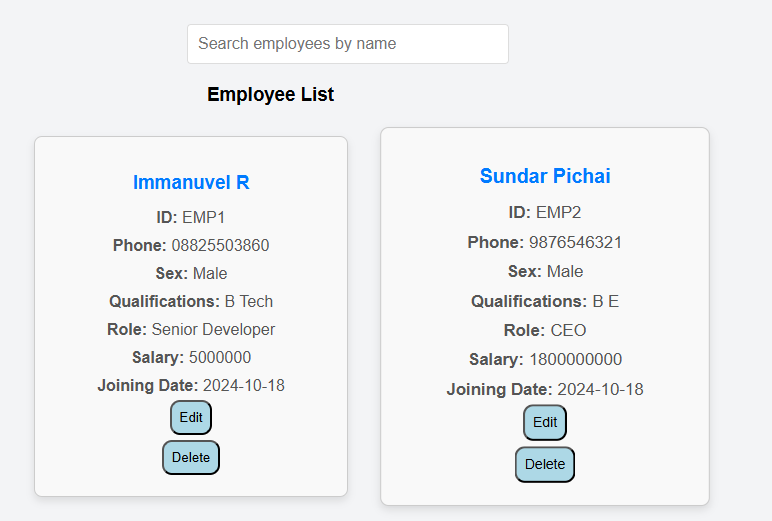 Search employees by name
Employee List
Immanuvel R
ID: EMP1
Phone: 08825503860
Sex: Male
Qualifications: B Tech
Role: Senior Developer
Salary: 5000000
Joining Date: 2024-10-18
Edit
Delete
Sundar Pichai
ID: EMP2
Phone: 9876546321
Sex: Male
Qualifications: B E
Role: CEO
Salary: 1800000000
Joining Date: 2024-10-18
Edit
Delete